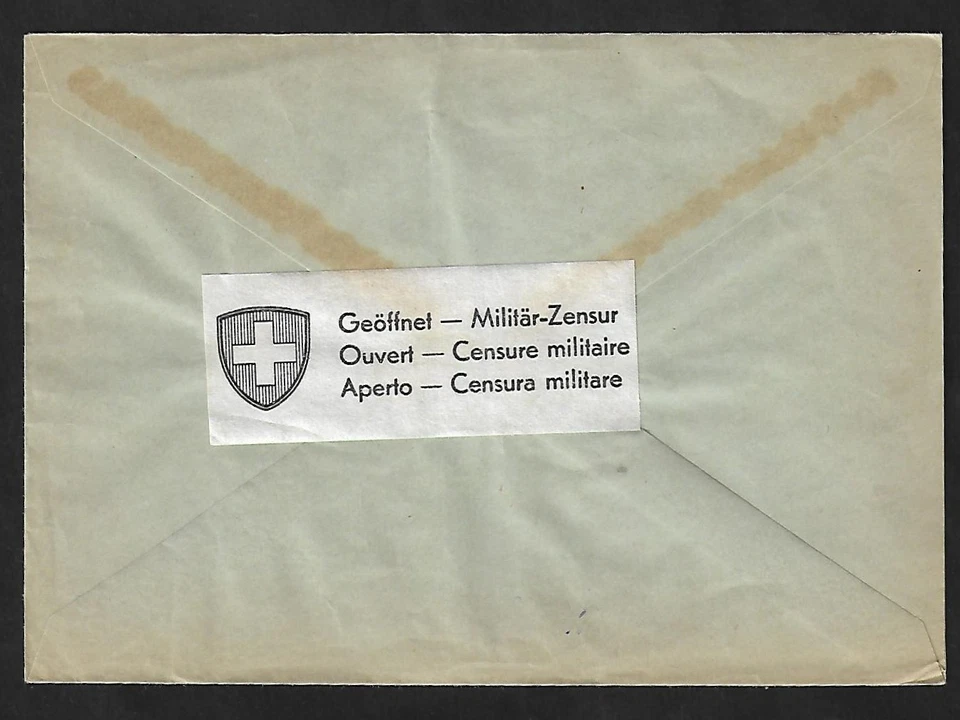 Geöffnet — Militär-Zensur
Ouvert — Censure militaire
Aperto — Censura militare